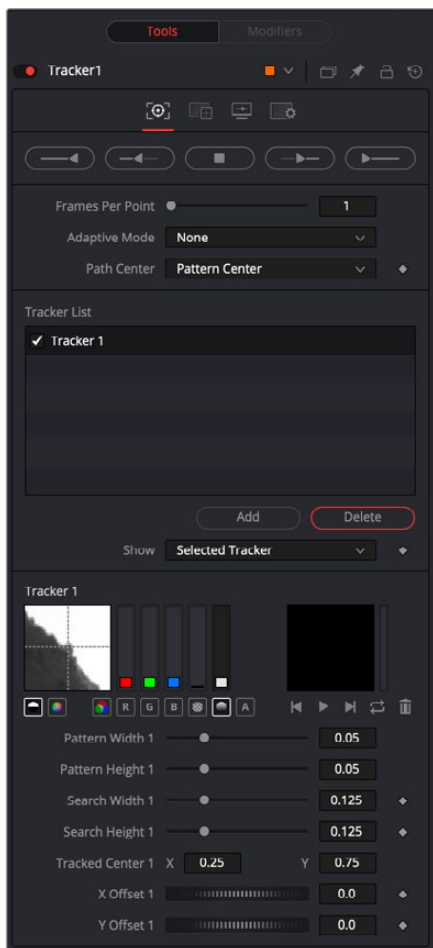 Tools Modifiers
Tracker1
Frames Per Point 1
Adaptive Mode None
Path Center Pattern Center
Tracker List
Tracker 1
Add Delete
Show Selected Tracker
Tracker 1
R G B A
Pattern Width 1 0.05
Pattern Height 1 0.05
Search Width 1 0.125
Search Height 1 0.125
Tracked Center 1 X 0.25 Y 0.75
X Offset 1 0.0
Y Offset 1 0.0